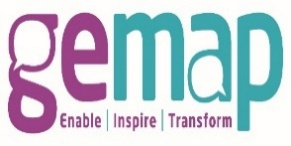 gemap
Enable | Inspire | Transform